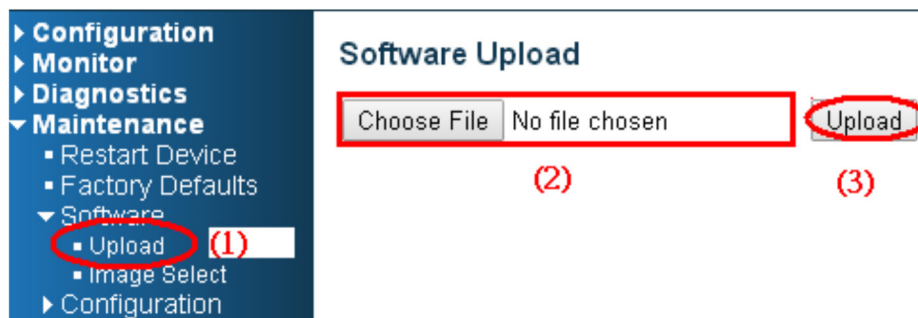 Configuration
Monitor
Diagnostics
Maintenance
Restart Device
Factory Defaults
Software
Upload (1)
Image Select
Configuration
Software Upload
Choose File No file chosen Upload
(2) (3)